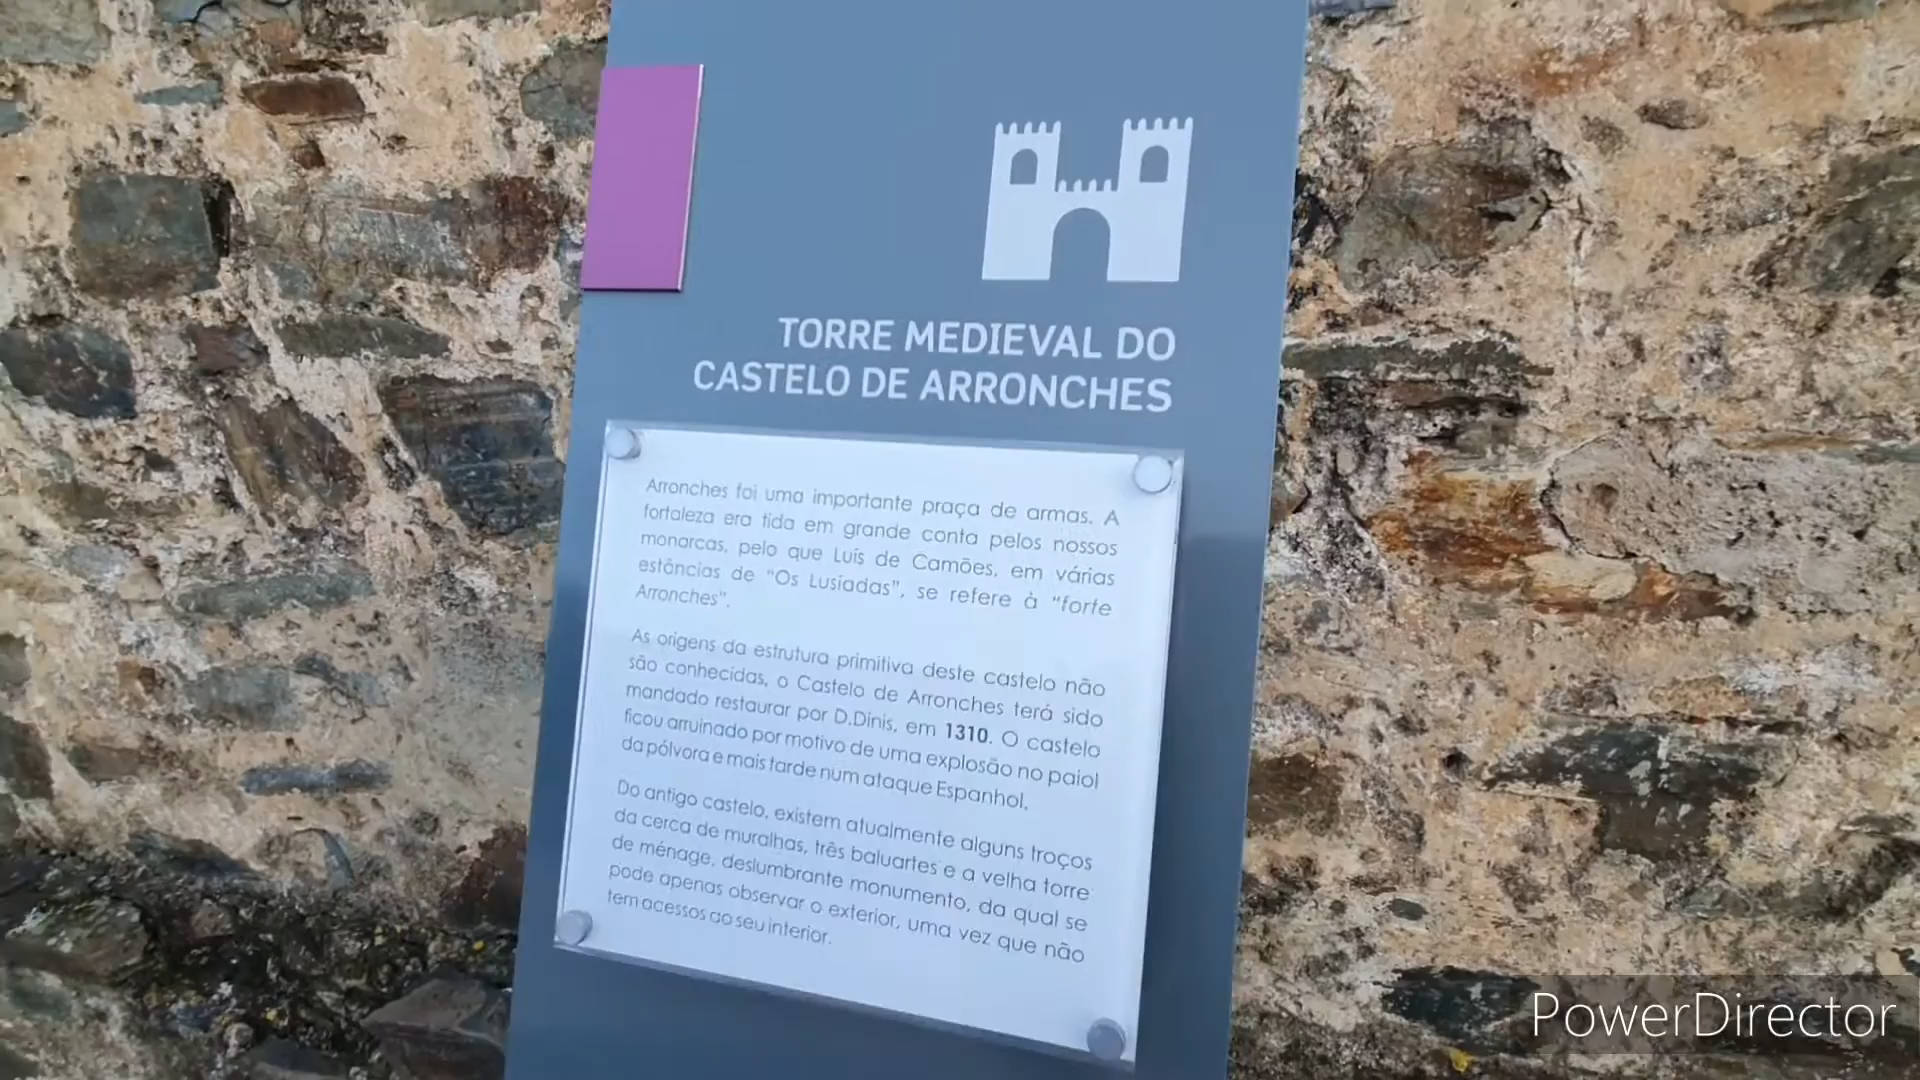 TORRE MEDIEVAL DO
CASTELO DE ARRONCHES
Arronches foi uma importante praça de armas. A
fortaleza era tida em grande conta pelos nossos
monarcas, pelo que Luís de Camões, em várias
estâncias de “Os Lusíadas”, se refere à “forte
Arronches”.
As origens da estrutura primitiva deste castelo não
são conhecidas, o Castelo de Arronches terá sido
mandado restaurar por D.Dinis, em 1310. O castelo
ficou arruinado por motivo de uma explosão no paiol
da pólvora e mais tarde num ataque Espanhol.
Do antigo castelo, existem atualmente alguns troços
da cerca de muralhas, três baluartes e a velha torre
de ménage, deslumbrante monumento, da qual se
pode apenas observar o exterior, uma vez que não
tem acessos ao seu interior.
PowerDirector